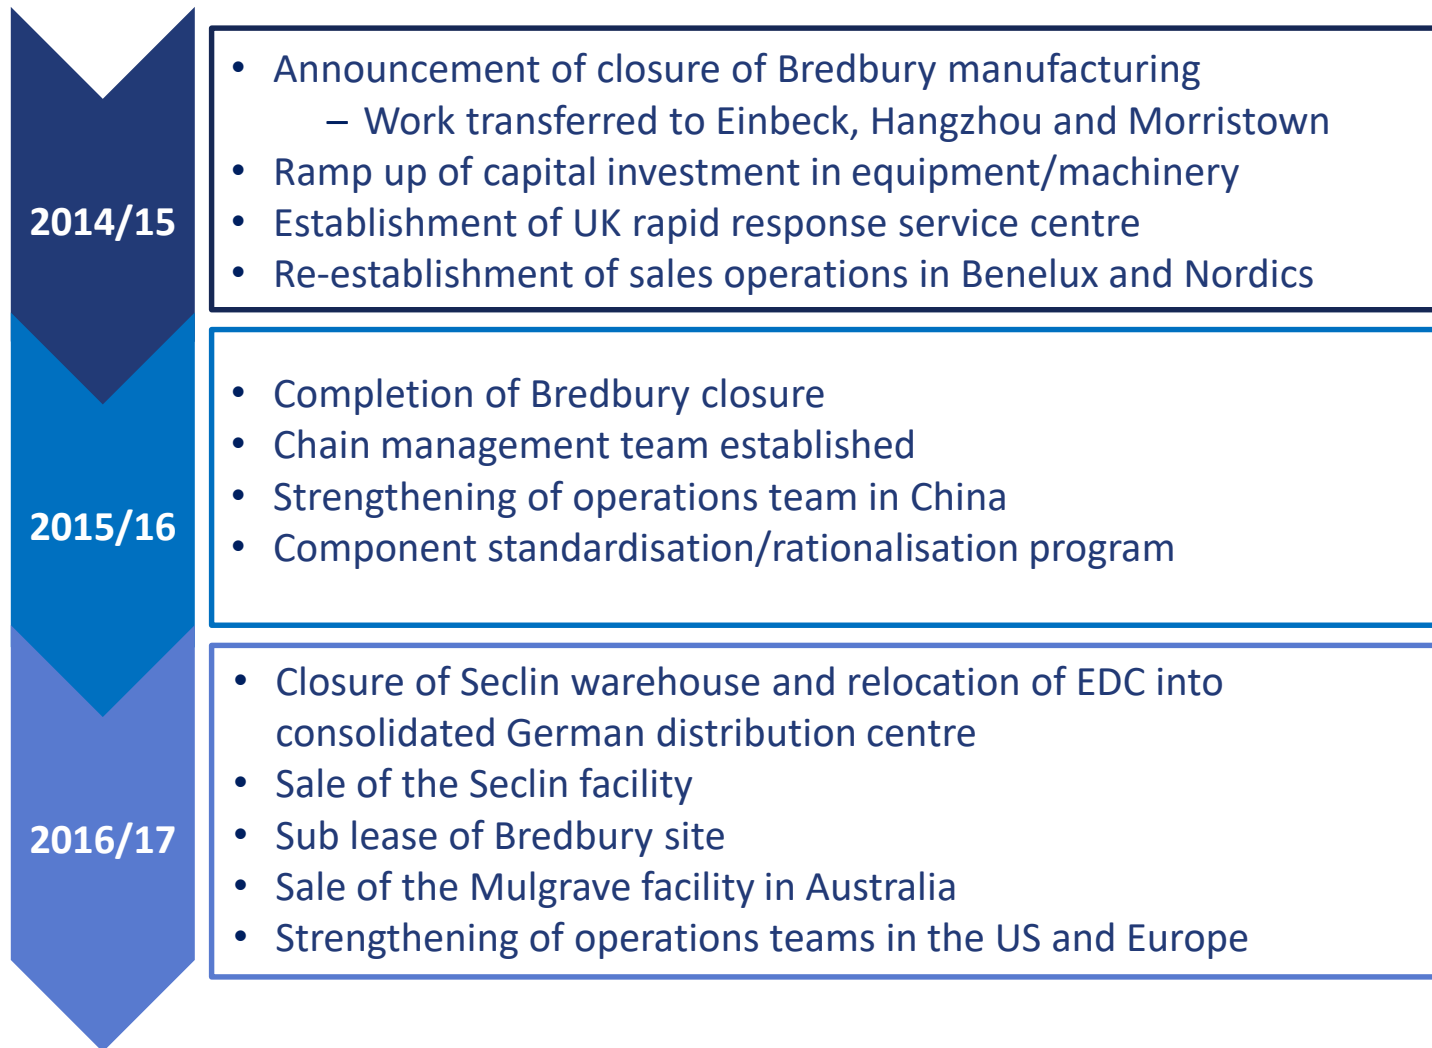 2014/15
• Announcement of closure of Bredbury manufacturing
– Work transferred to Einbeck, Hangzhou and Morristown
• Ramp up of capital investment in equipment/machinery
• Establishment of UK rapid response service centre
• Re-establishment of sales operations in Benelux and Nordics
2015/16
• Completion of Bredbury closure
• Chain management team established
• Strengthening of operations team in China
• Component standardisation/rationalisation program
2016/17
• Closure of Seclin warehouse and relocation of EDC into
consolidated German distribution centre
• Sale of the Seclin facility
• Sub lease of Bredbury site
• Sale of the Mulgrave facility in Australia
• Strengthening of operations teams in the US and Europe